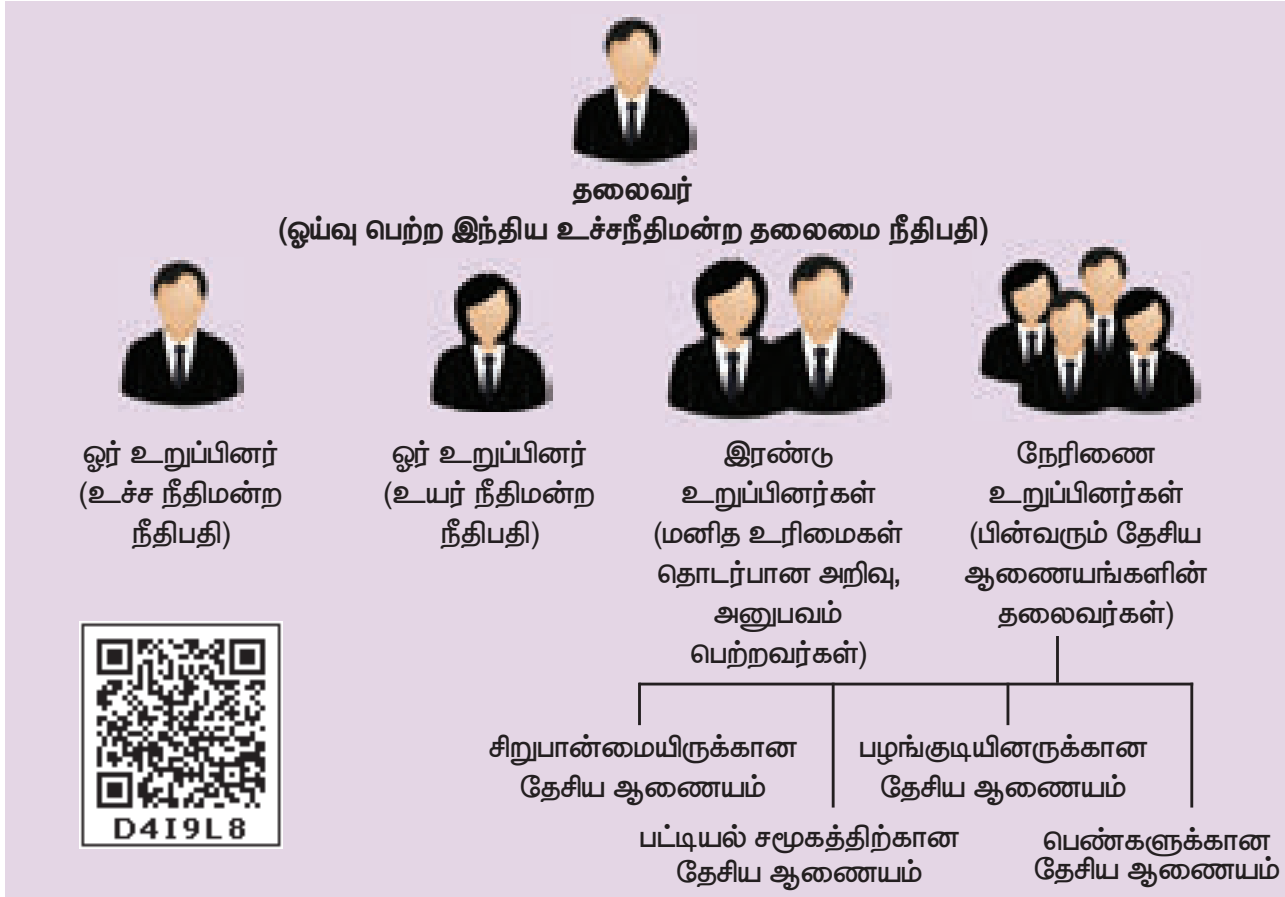 தலைவர்
(ஓய்வு பெற்ற இந்திய உச்சநீதிமன்ற தலைமை நீதிபதி)
ஓர் உறுப்பினர்
(உச்ச நீதிமன்ற
நீதிபதி)
ஓர் உறுப்பினர்
(உயர் நீதிமன்ற
நீதிபதி)
இரண்டு
உறுப்பினர்கள்
(மனித உரிமைகள்
தொடர்பான அறிவு,
அனுபவம்
பெற்றவர்கள்)
நேரிணை
உறுப்பினர்கள்
(பின்வரும் தேசிய
ஆணையங்களின்
தலைவர்கள்)
சிறுபான்மையிருக்கான
தேசிய ஆணையம்
பழங்குடியினருக்கான
தேசிய ஆணையம்
பட்டியல் சமூகத்திற்கான
தேசிய ஆணையம்
பெண்களுக்கான
தேசிய ஆணையம்
D4I9L8